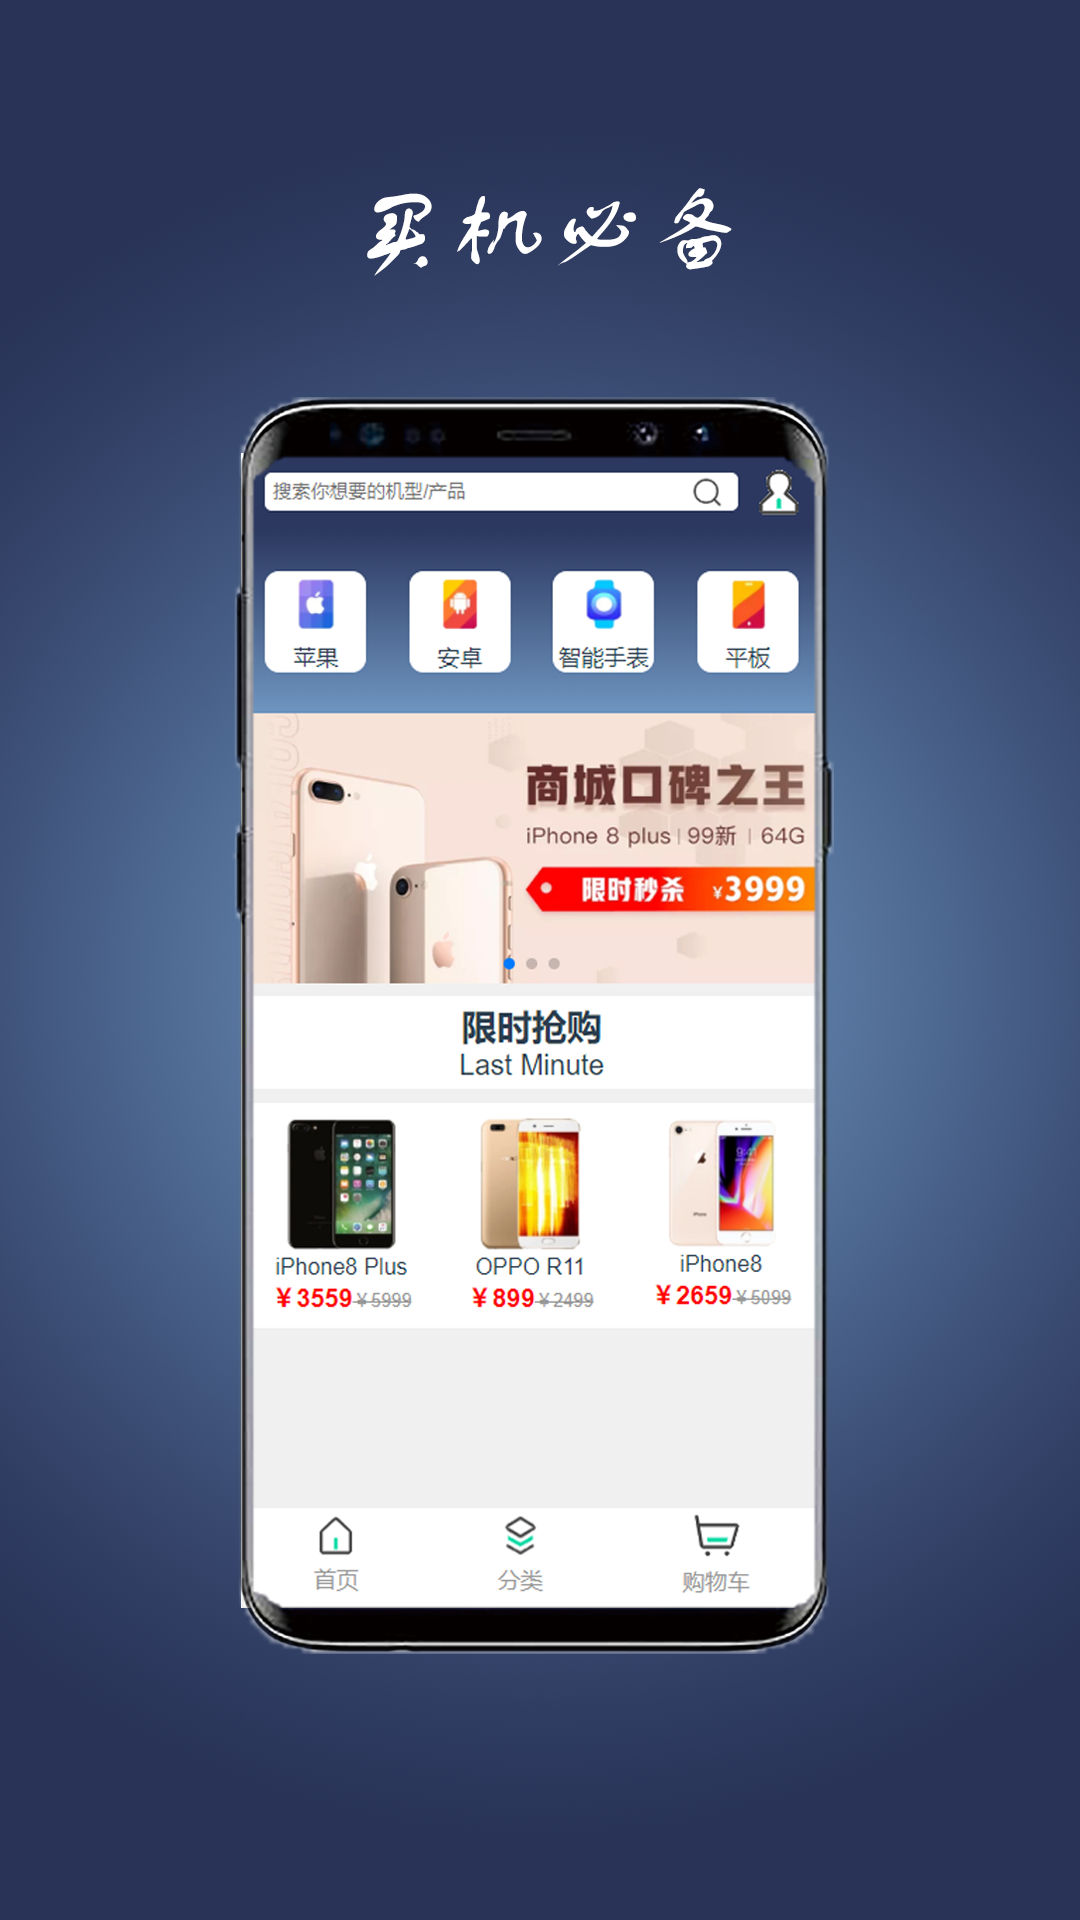 买机必备
搜索你想要的机型/产品
苹果 安卓 智能手表 平板
商城口碑之王
iPhone 8 plus | 99新 | 64G
限时秒杀 ¥3999
限时抢购
Last Minute
iPhone8 Plus OPPO R11 iPhone8
¥3559 ¥5999 ¥899 ¥2499 ¥2659 ¥5099
首页 分类 购物车